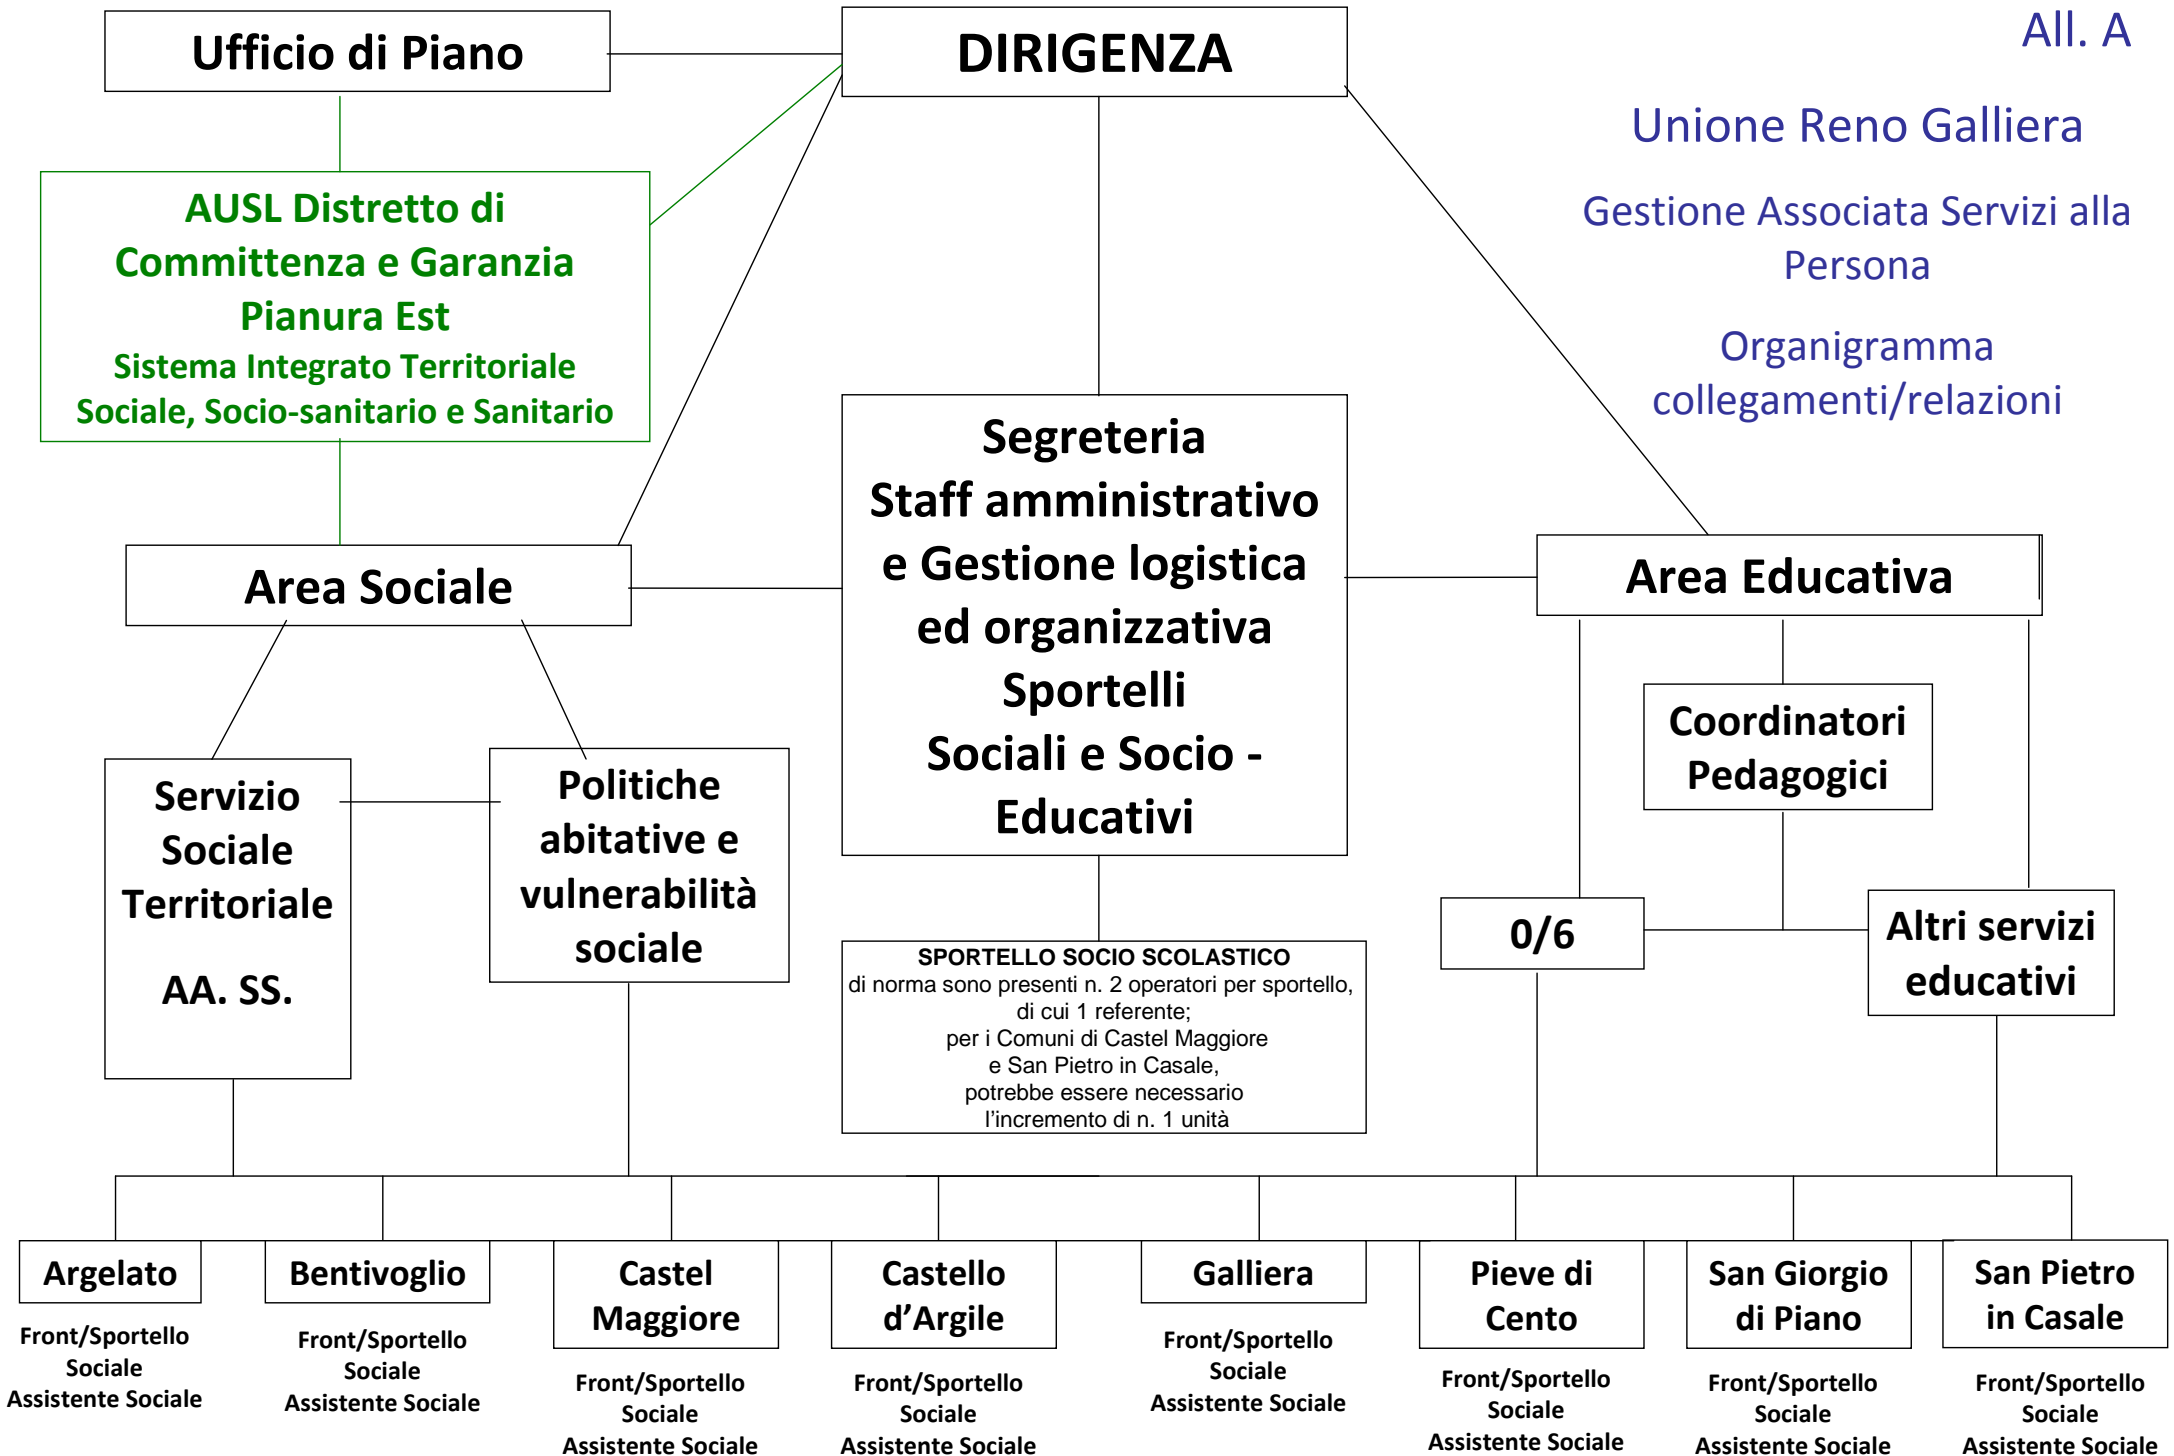 All. A
Ufficio di Piano
DIRIGENZA
Unione Reno Galliera
Gestione Associata Servizi alla
Persona
Organigramma
collegamenti/relazioni
AUSL Distretto di
Committenza e Garanzia
Pianura Est
Sistema Integrato Territoriale
Sociale, Socio-sanitario e Sanitario
Segreteria
Staff amministrativo
e Gestione logistica
ed organizzativa
Sportelli
Sociali e Socio -
Educativi
Area Sociale
Area Educativa
Servizio
Sociale
Territoriale
AA. SS.
Politiche
abitative e
vulnerabilità
sociale
Coordinatori
Pedagogici
0/6
Altri servizi
educativi
SPORTELLO SOCIO SCOLASTICO
di norma sono presenti n. 2 operatori per sportello,
di cui 1 referente;
per i Comuni di Castel Maggiore
e San Pietro in Casale,
potrebbe essere necessario
l’incremento di n. 1 unità
Argelato
Front/Sportello
Sociale
Assistente Sociale
Bentivoglio
Front/Sportello
Sociale
Assistente Sociale
Castel
Maggiore
Front/Sportello
Sociale
Assistente Sociale
Castello
d’Argile
Front/Sportello
Sociale
Assistente Sociale
Galliera
Front/Sportello
Sociale
Assistente Sociale
Pieve di
Cento
Front/Sportello
Sociale
Assistente Sociale
San Giorgio
di Piano
Front/Sportello
Sociale
Assistente Sociale
San Pietro
in Casale
Front/Sportello
Sociale
Assistente Sociale